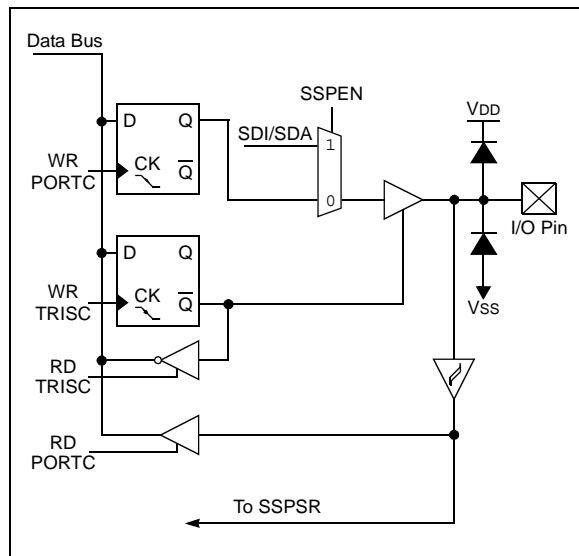 Data Bus
SSPEN
VDD
D Q
SDI/SDA
1
WR
PORTC
CK
Q
0
I/O Pin
D Q
VSS
WR
TRISC
CK
Q
RD
TRISC
RD
PORTC
To SSPSR